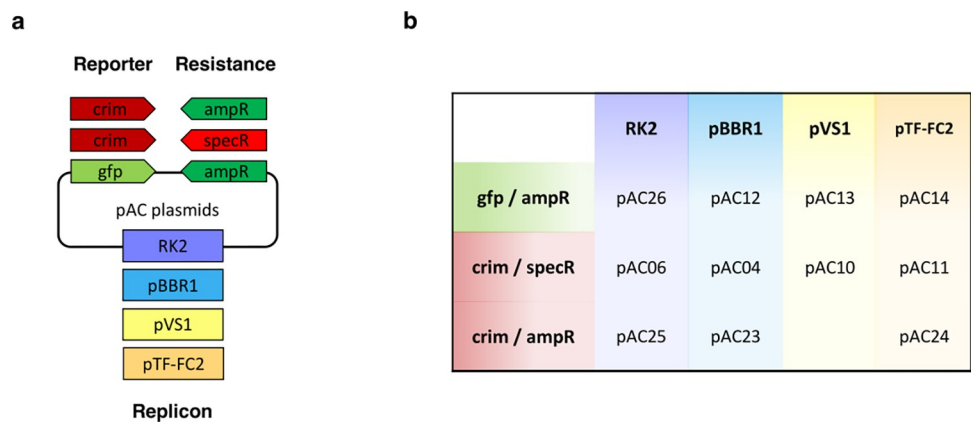 a
Reporter Resistance
crim ampR
crim specR
gfp ampR
pAC plasmids
RK2
pBBR1
pVS1
pTF-FC2
Replicon
b
RK2 pBBR1 pVS1 pTF-FC2
gfp / ampR pAC26 pAC12 pAC13 pAC14
crim / specR pAC06 pAC04 pAC10 pAC11
crim / ampR pAC25 pAC23 pAC24